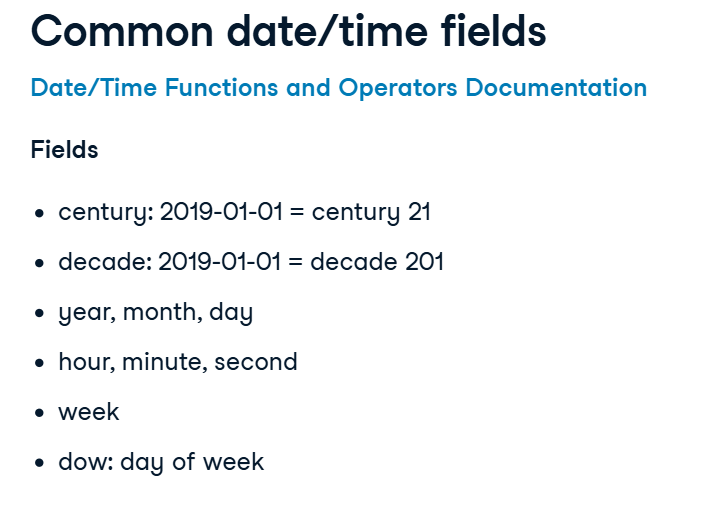 Common date/time fields
Date/Time Functions and Operators Documentation
Fields
• century: 2019-01-01 = century 21
• decade: 2019-01-01 = decade 201
• year, month, day
• hour, minute, second
• week
• dow: day of week